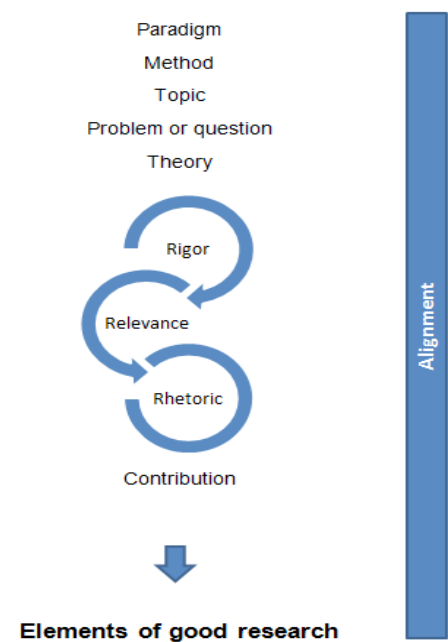 Paradigm
Method
Topic
Problem or question
Theory
Rigor
Relevance
Rhetoric
Contribution
Elements of good research
Alignment